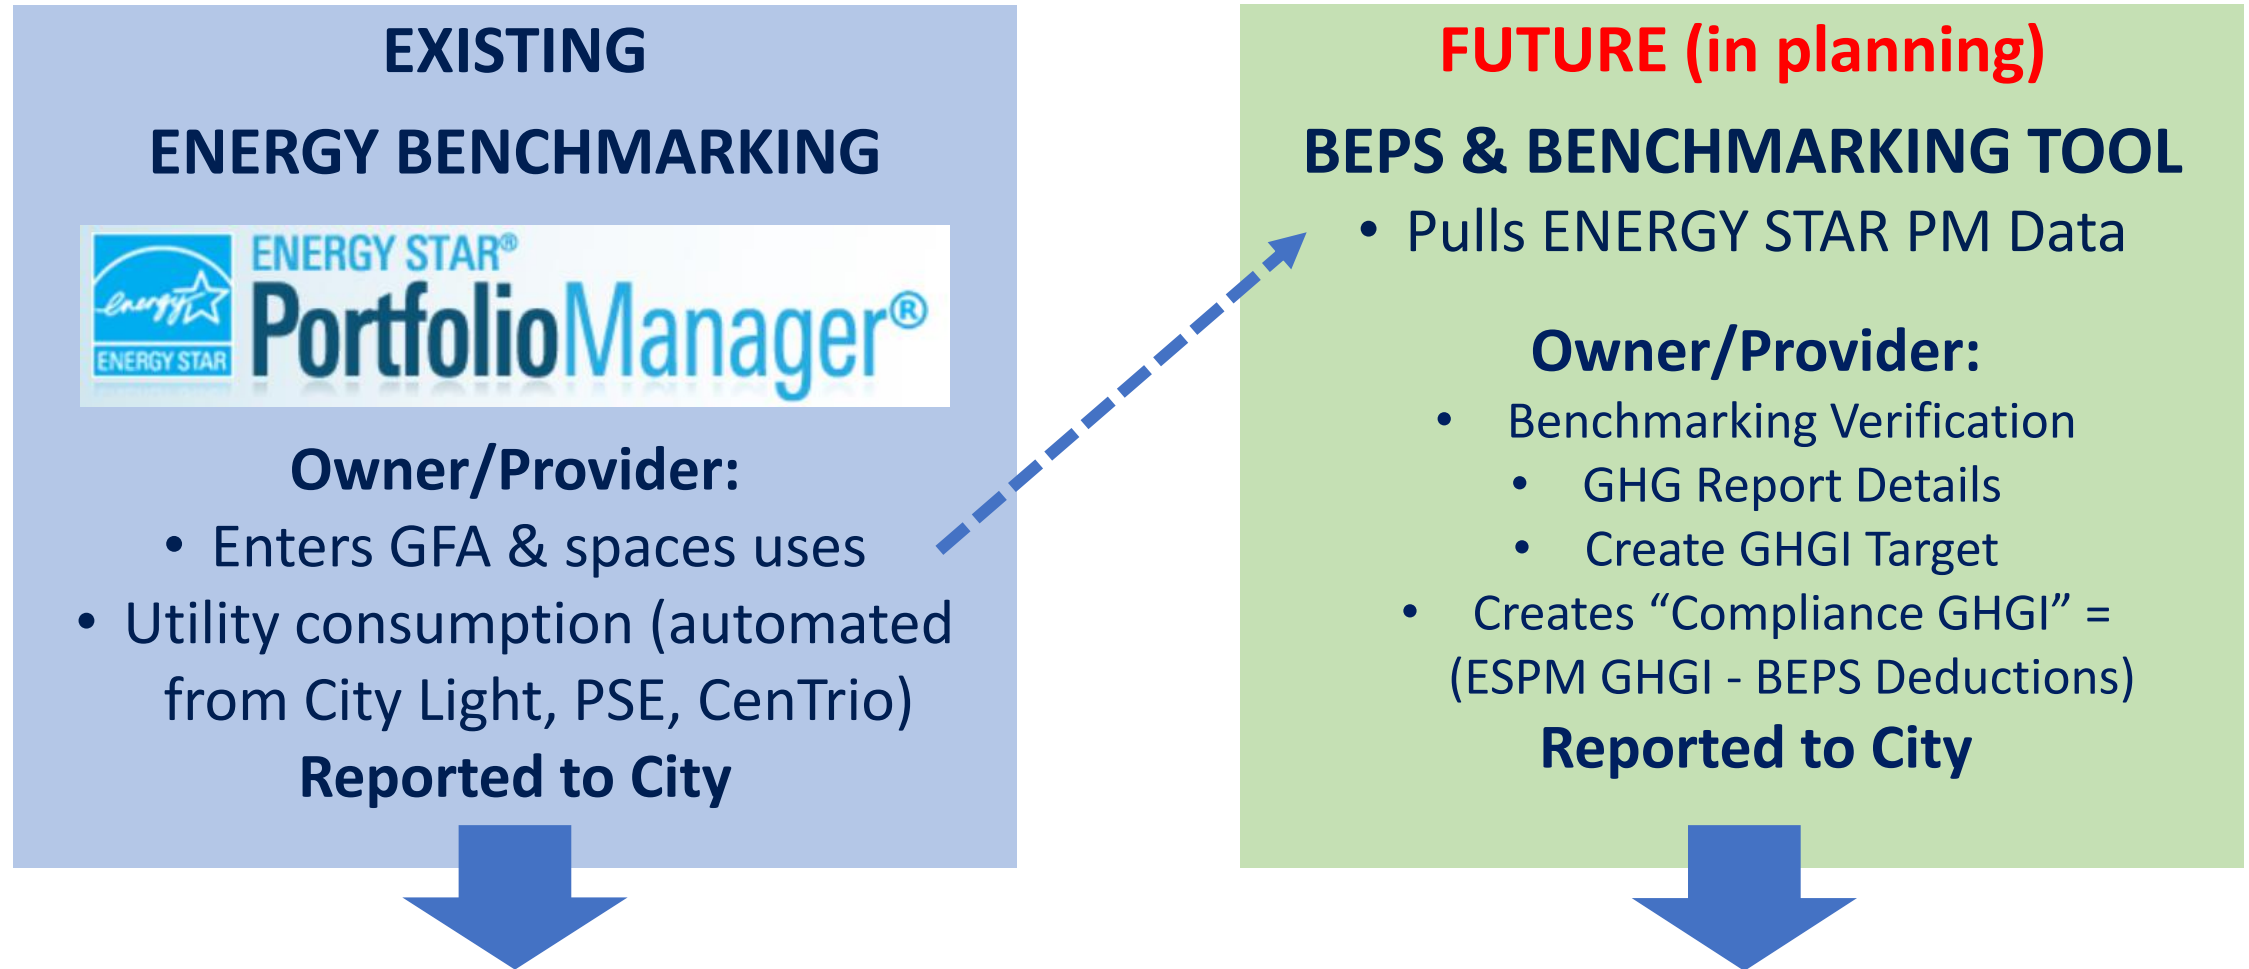 EXISTING
ENERGY BENCHMARKING
energy
ENERGY STAR
ENERGY STAR®
PortfolioManager®
Owner/Provider:
• Enters GFA & spaces uses
• Utility consumption (automated
from City Light, PSE, CenTrio)
Reported to City
FUTURE (in planning)
BEPS & BENCHMARKING TOOL
• Pulls ENERGY STAR PM Data
Owner/Provider:
• Benchmarking Verification
• GHG Report Details
• Create GHGI Target
• Creates “Compliance GHGI” =
(ESPM GHGI - BEPS Deductions)
Reported to City